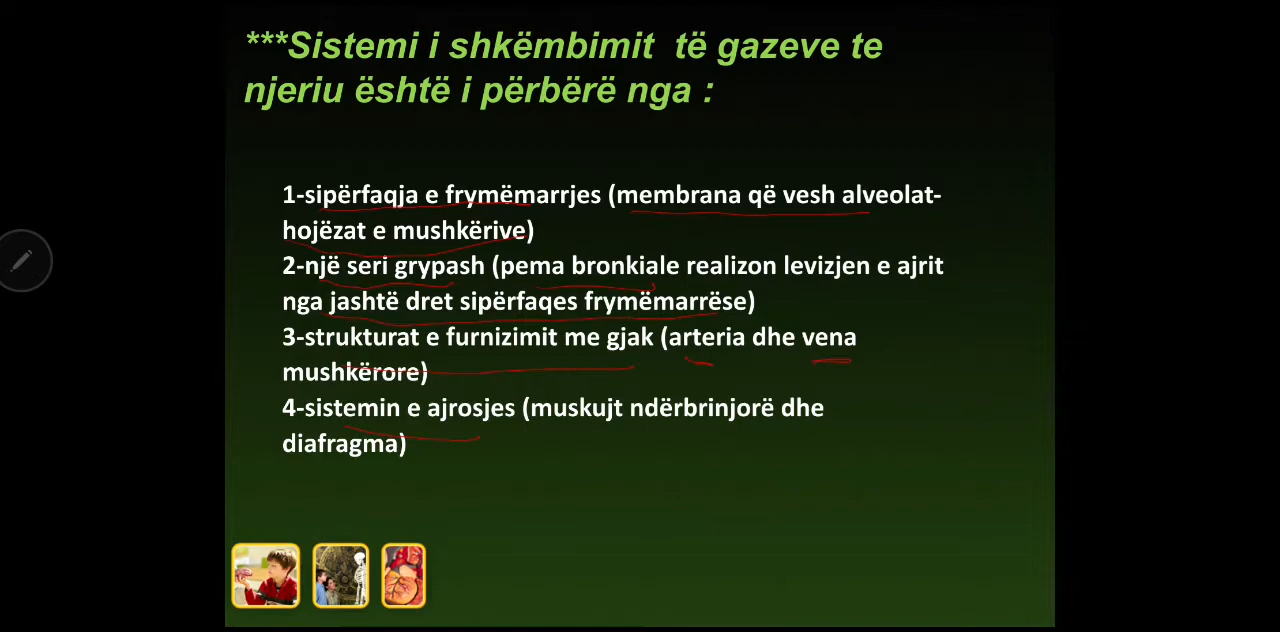 ***Sistemi i shkëmbimit të gazeve te
njeriu është i përbërë nga :
1-sipërfaqja e frymëmarrjes (membrana që vesh alveolat-
hojëzat e mushkërive)
2-një seri grypash (pema bronkiale realizon levizjen e ajrit
nga jashtë dret sipërfaqes frymëmarrëse)
3-strukturat e furnizimit me gjak (arteria dhe vena
mushkërore)
4-sistemin e ajrosjes (muskujt ndërbrinjorë dhe
diafragma)